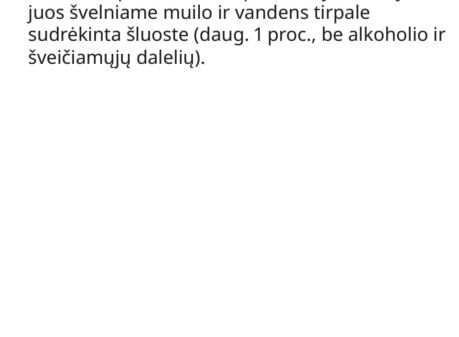 juos švelniame muilo ir vandens tirpale
sudrėkinta šluoste (daug. 1 proc., be alkoholio ir
šveičiamųjų dalelių).